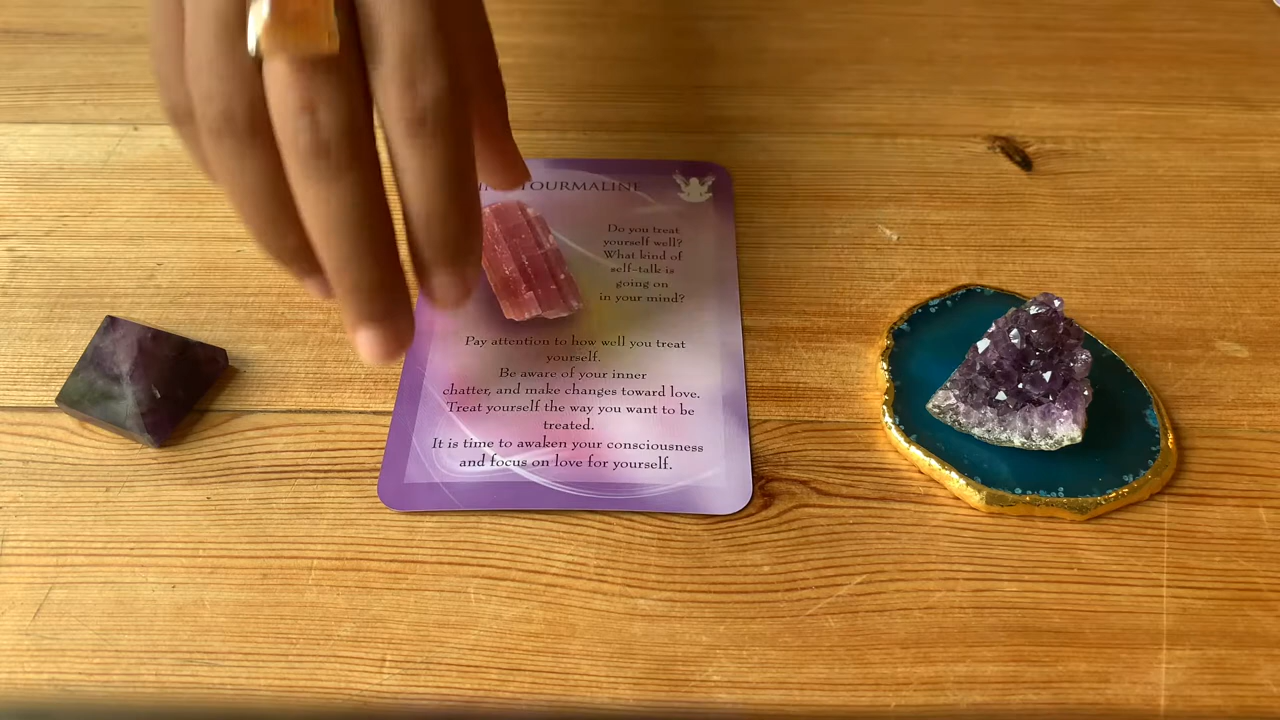 TOURMALINE
Do you treat
yourself well?
What kind of
self-talk is
going on
in your mind?
Pay attention to how well you treat
yourself.
Be aware of your inner
chatter, and make changes toward love.
Treat yourself the way you want to be
treated.
It is time to awaken your consciousness
and focus on love for yourself.